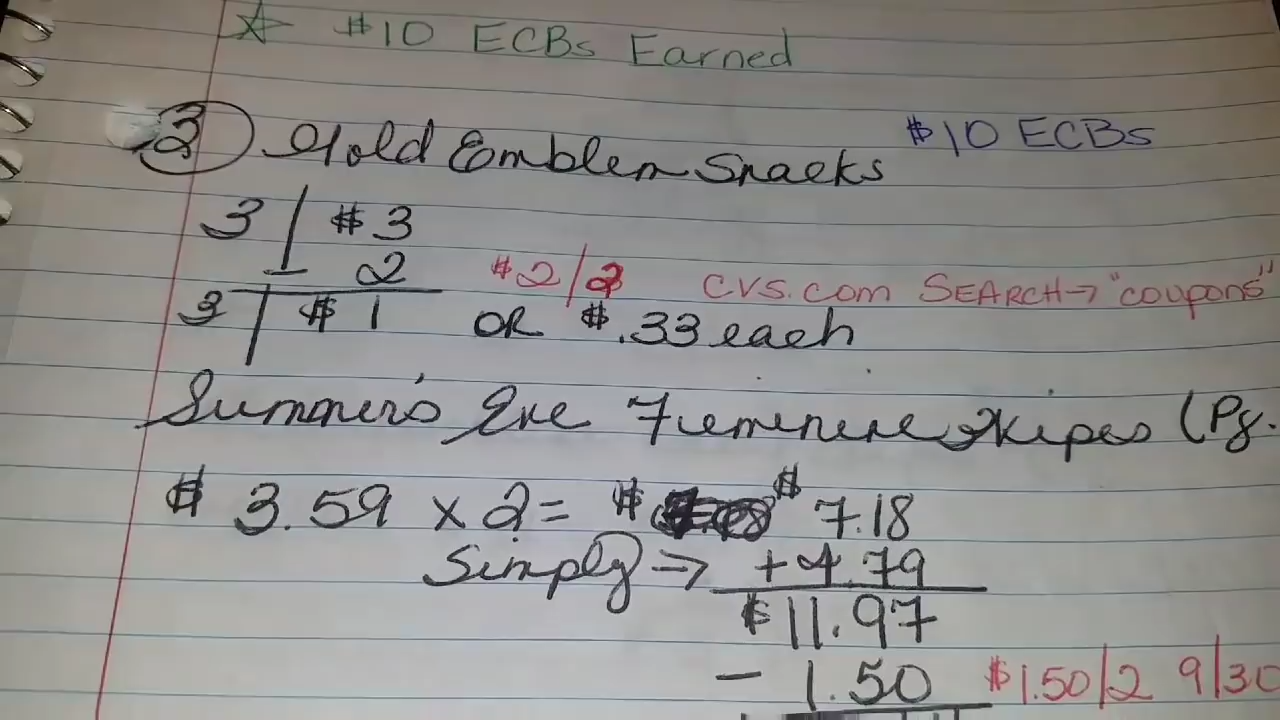 ☆ $10 ECBs Earned
2 Gold Emblem Snacks $10 ECBs
3 / $3
- 2 $2/2 CVS.com SEARCH→ "coupons"
3 | $ 1 OR $.33 each
Summer's Eve Femenene Wipes (Pg.
$ 3.59 x 2 = $ $ 7.18
Simply → + 4.79
$11.97
- 1.50 $1.50/2 9/30